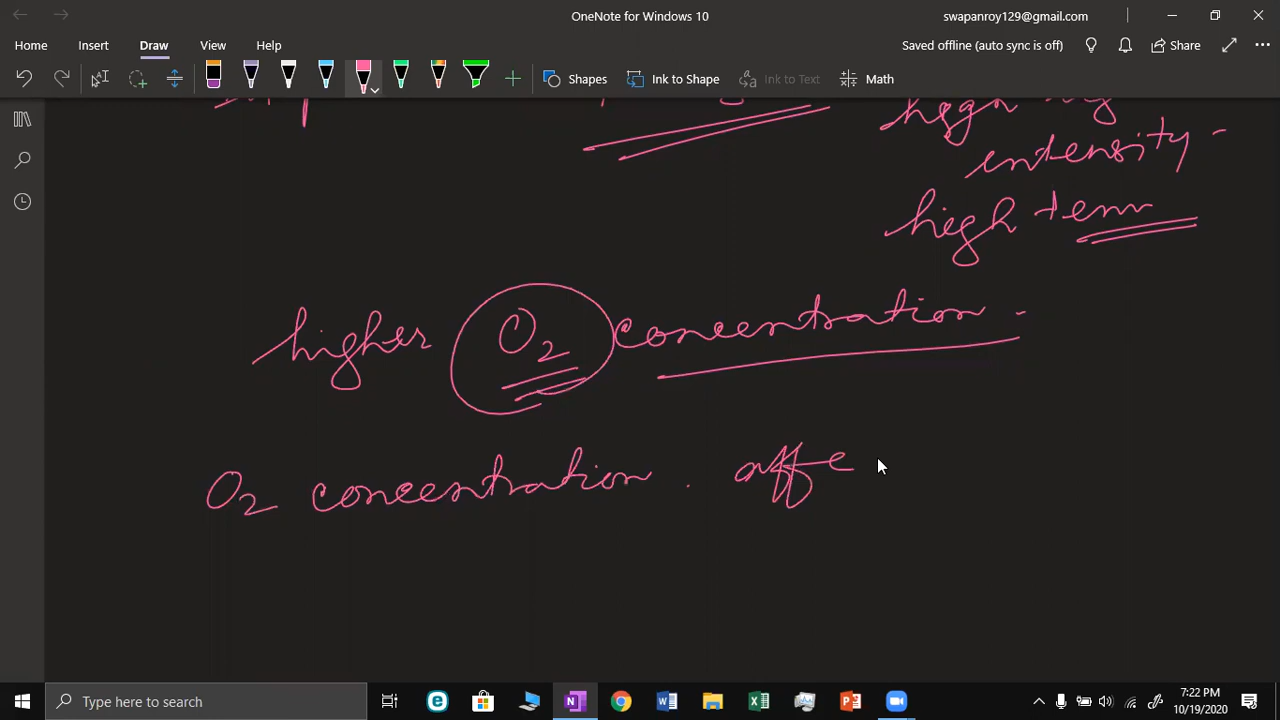 OneNote for Windows 10
swapanroy129@gmail.com
Home Insert Draw View Help
Saved offline (auto sync is off) Share
Shapes Ink to Shape Ink to Text Math
high
intensity -
high tem
higher O2 concentration -
O2 concentration . affe
Type here to search
7:22 PM
10/19/2020